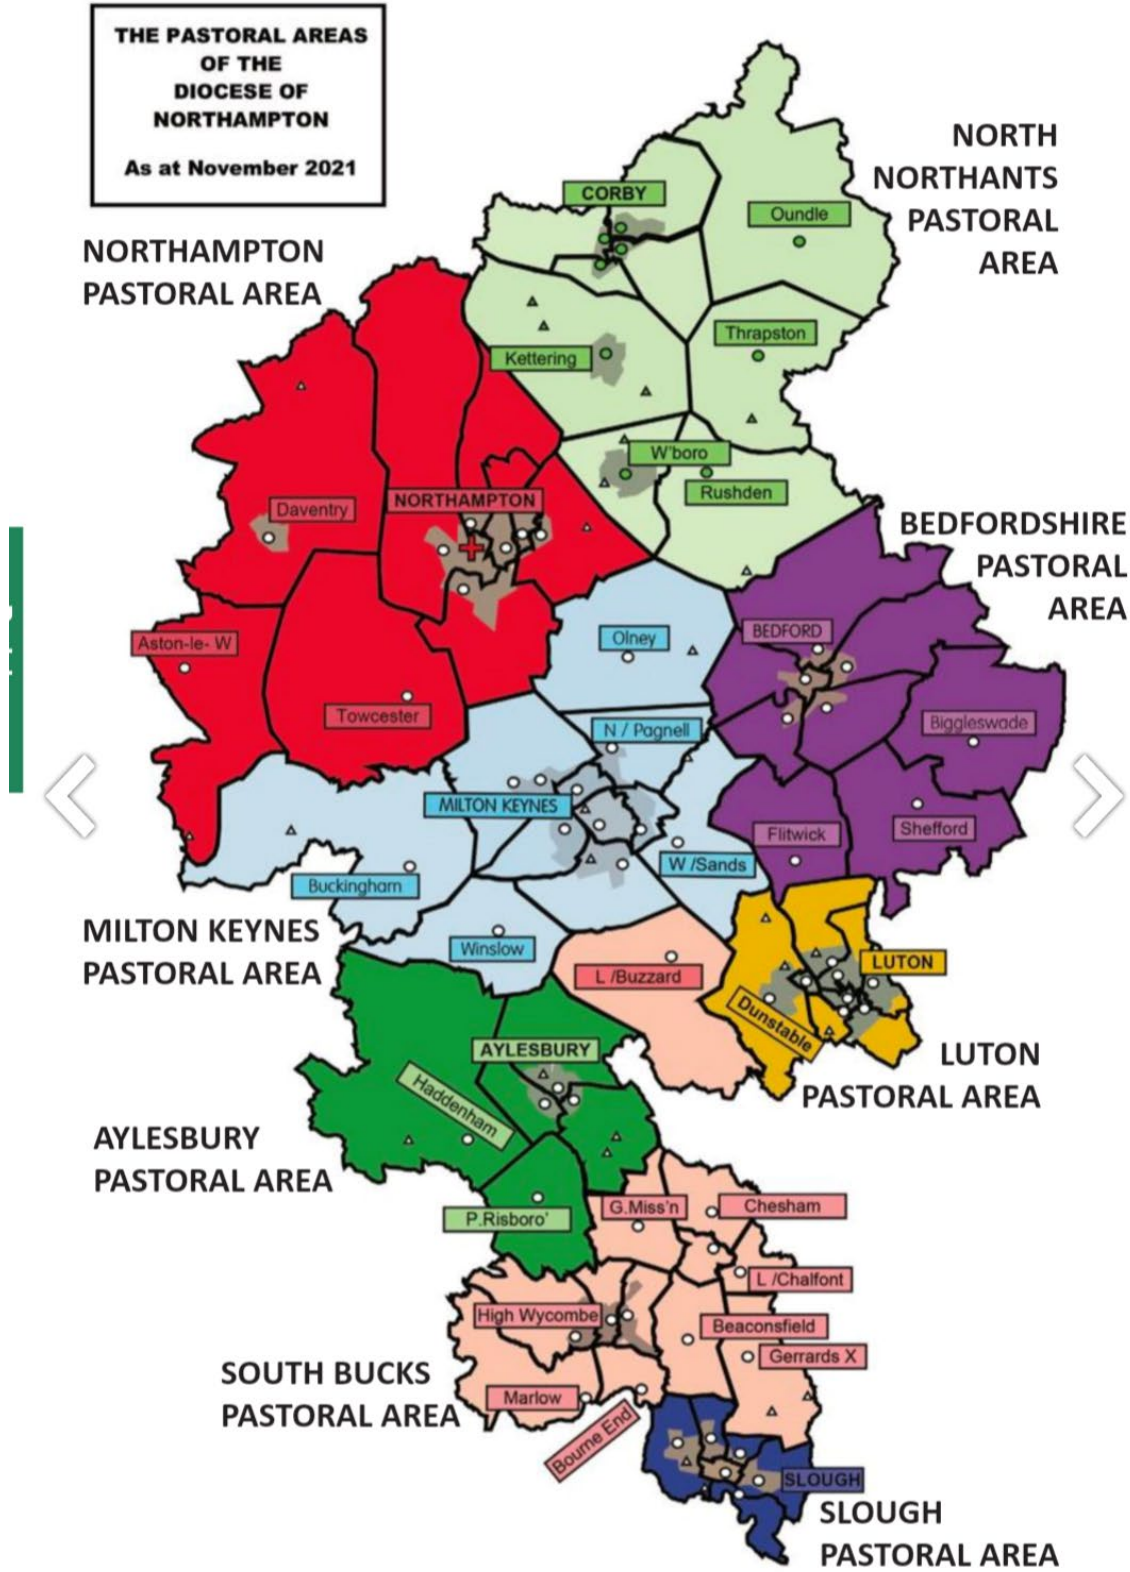 THE PASTORAL AREAS
OF THE
DIOCESE OF
NORTHAMPTON
As at November 2021
NORTH
NORTHANTS
PASTORAL
AREA
CORBY
Oundle
NORTHAMPTON
PASTORAL AREA
Thrapston
Kettering
W'boro
Rushden
NORTHAMPTON
Daventry
BEDFORDSHIRE
PASTORAL
AREA
Aston-le- W
Olney
BEDFORD
Towcester
N / Pagnell
Biggleswade
MILTON KEYNES
Flitwick
Shefford
W /Sands
Buckingham
MILTON KEYNES
PASTORAL AREA
Winslow
L /Buzzard
LUTON
Dunstable
LUTON
PASTORAL AREA
AYLESBURY
Haddenham
AYLESBURY
PASTORAL AREA
P.Risboro'
G.Miss'n
Chesham
L /Chalfont
High Wycombe
Beaconsfield
Gerrards X
SOUTH BUCKS
PASTORAL AREA
Marlow
Bourne End
SLOUGH
SLOUGH
PASTORAL AREA